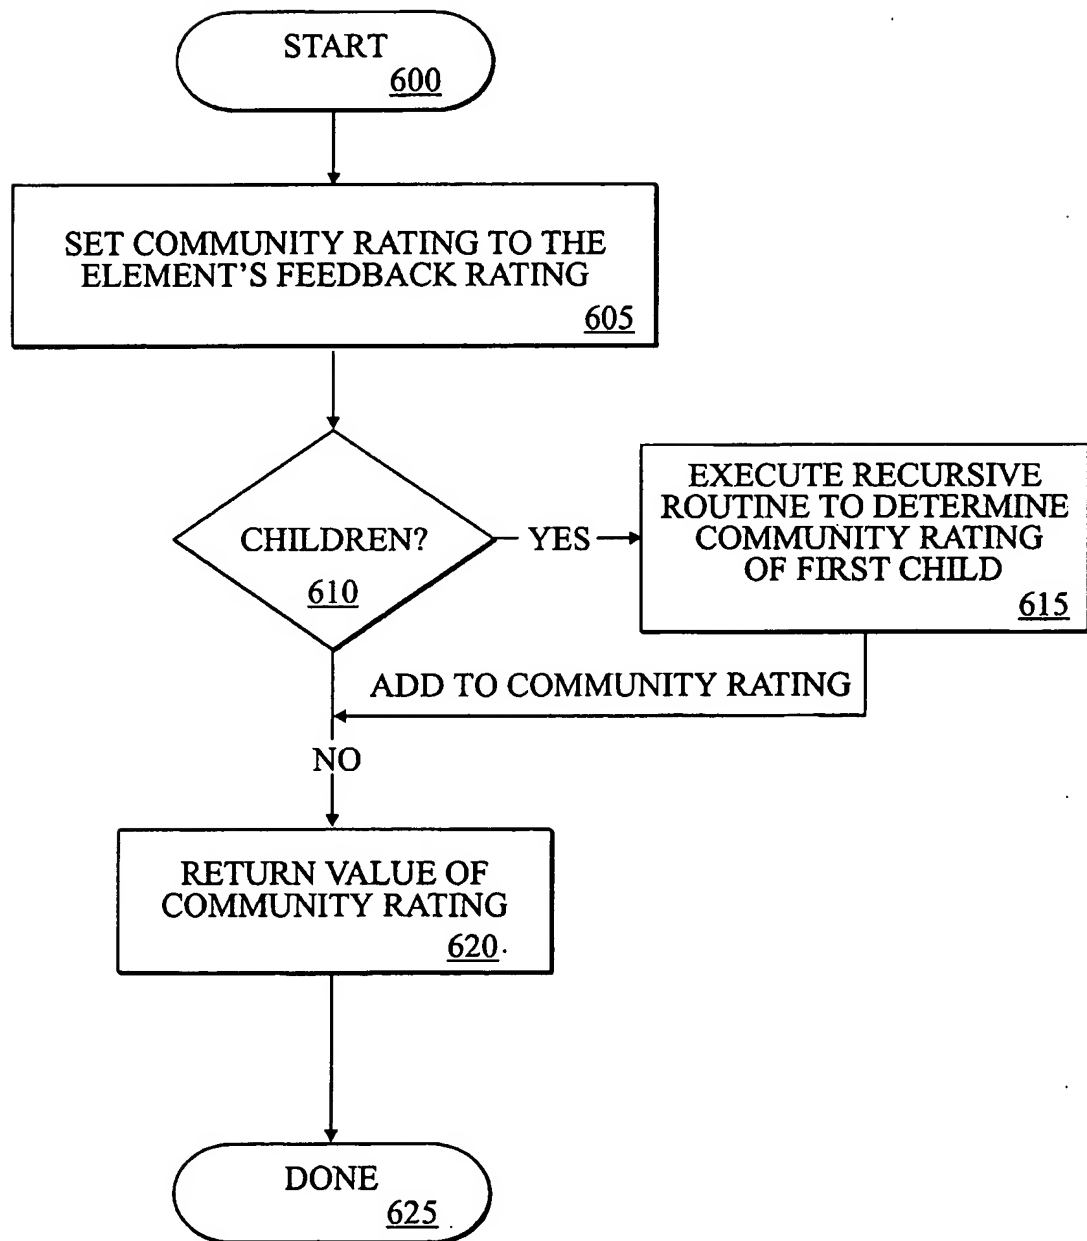 START
600
SET COMMUNITY RATING TO THE
ELEMENT'S FEEDBACK RATING
605
CHILDREN?
610
YES
EXECUTE RECURSIVE
ROUTINE TO DETERMINE
COMMUNITY RATING
OF FIRST CHILD
615
ADD TO COMMUNITY RATING
NO
RETURN VALUE OF
COMMUNITY RATING
620
DONE
625